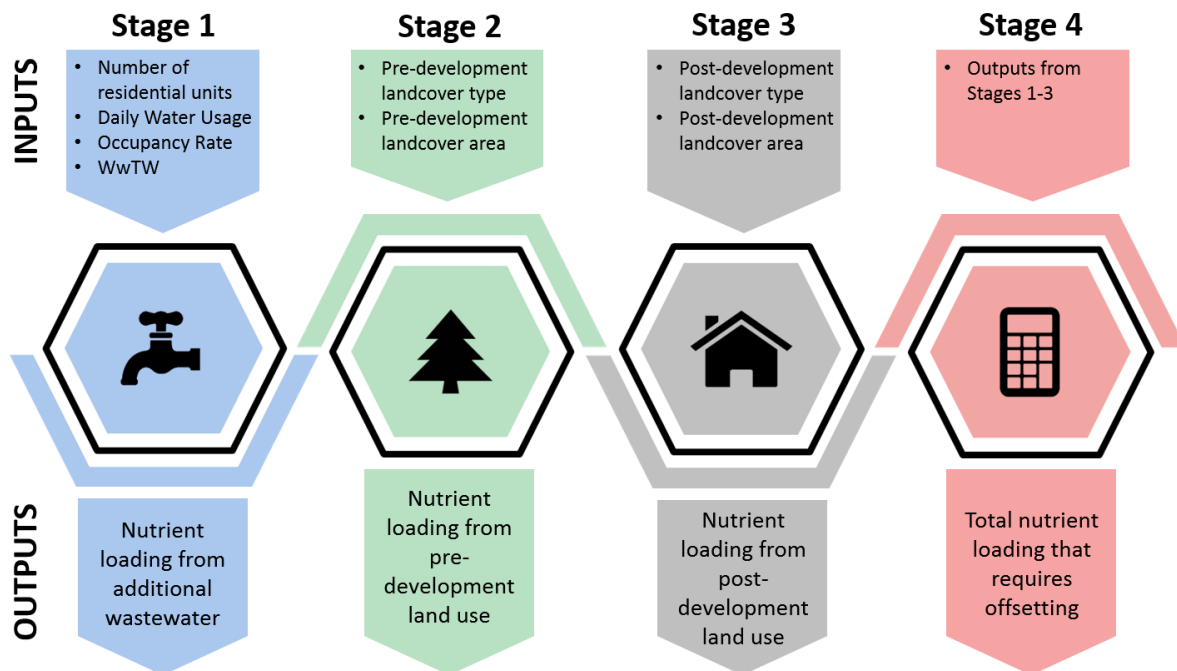 Stage 1
Stage 2
Stage 3
Stage 4
INPUTS
• Number of
residential units
• Daily Water Usage
• Occupancy Rate
• WwTW
• Pre-development
landcover type
• Pre-development
landcover area
• Post-development
landcover type
• Post-development
landcover area
• Outputs from
Stages 1-3
OUTPUTS
Nutrient
loading from
additional
wastewater
Nutrient
loading from
pre-
development
land use
Nutrient
loading from
post-
development
land use
Total nutrient
loading that
requires
offsetting